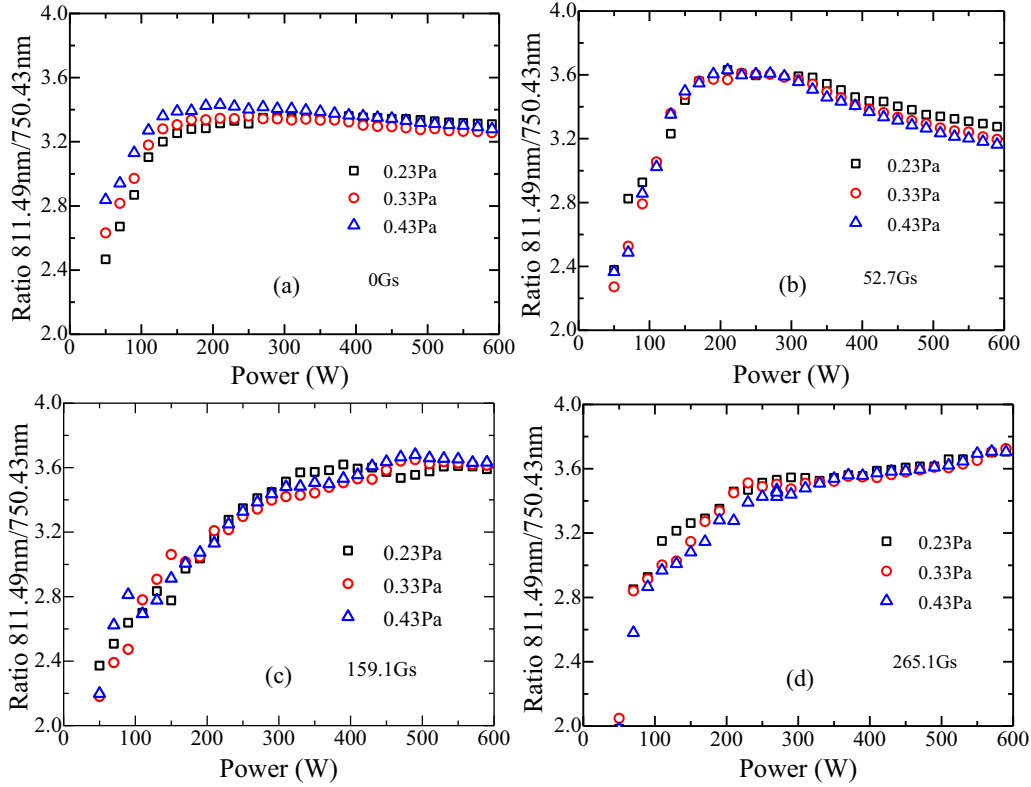 Ratio 811.49nm/750.43nm
4.0
3.6
3.2
2.8
2.4
2.0
0.23Pa
0.33Pa
0.43Pa
(a)
0Gs
0 100 200 300 400 500 600
Power (W)
Ratio 811.49nm/750.43nm
4.0
3.6
3.2
2.8
2.4
2.0
0.23Pa
0.33Pa
0.43Pa
(b)
52.7Gs
0 100 200 300 400 500 600
Power (W)
Ratio 811.49nm/750.43nm
4.0
3.6
3.2
2.8
2.4
2.0
0.23Pa
0.33Pa
0.43Pa
(c)
159.1Gs
0 100 200 300 400 500 600
Power (W)
Ratio 811.49nm/750.43nm
4.0
3.6
3.2
2.8
2.4
2.0
0.23Pa
0.33Pa
0.43Pa
(d)
265.1Gs
0 100 200 300 400 500 600
Power (W)